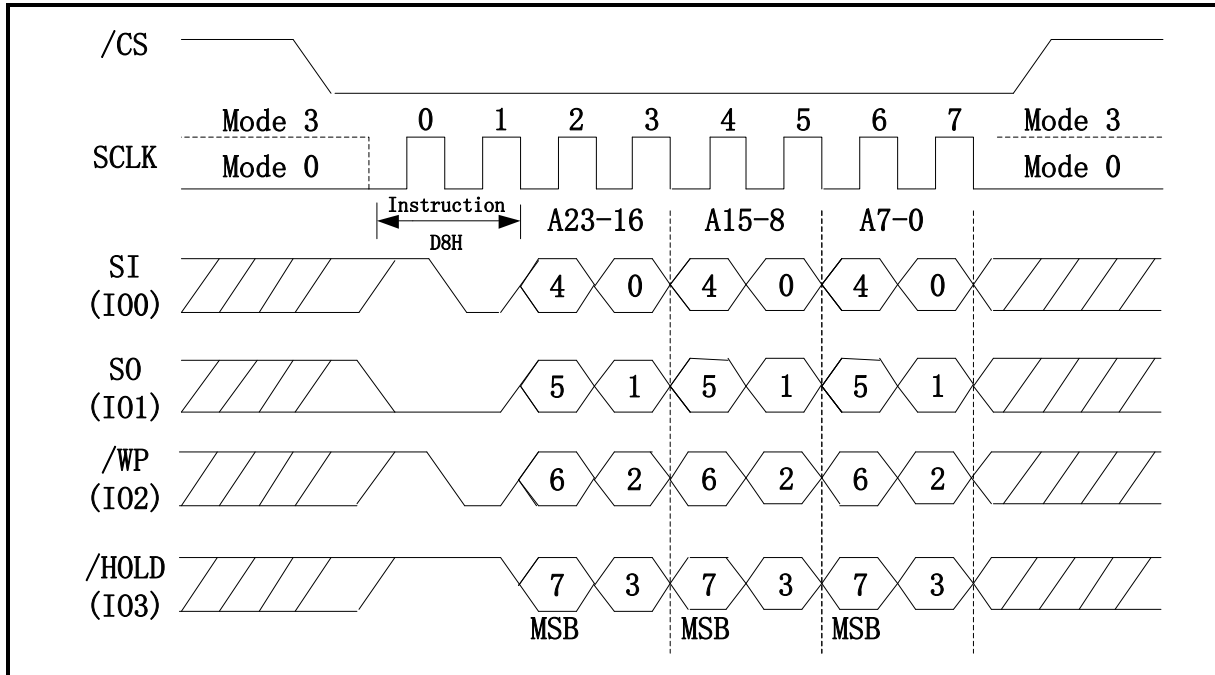 /CS
Mode 3 0 1 2 3 4 5 6 7 Mode 3
SCLK
Mode 0 Mode 0
Instruction A23-16 A15-8 A7-0
D8H
SI
(IO0) 4 0 4 0 4 0
SO
(IO1) 5 1 5 1 5 1
/WP
(IO2) 6 2 6 2 6 2
/HOLD
(IO3) 7 3 7 3 7 3
MSB MSB MSB